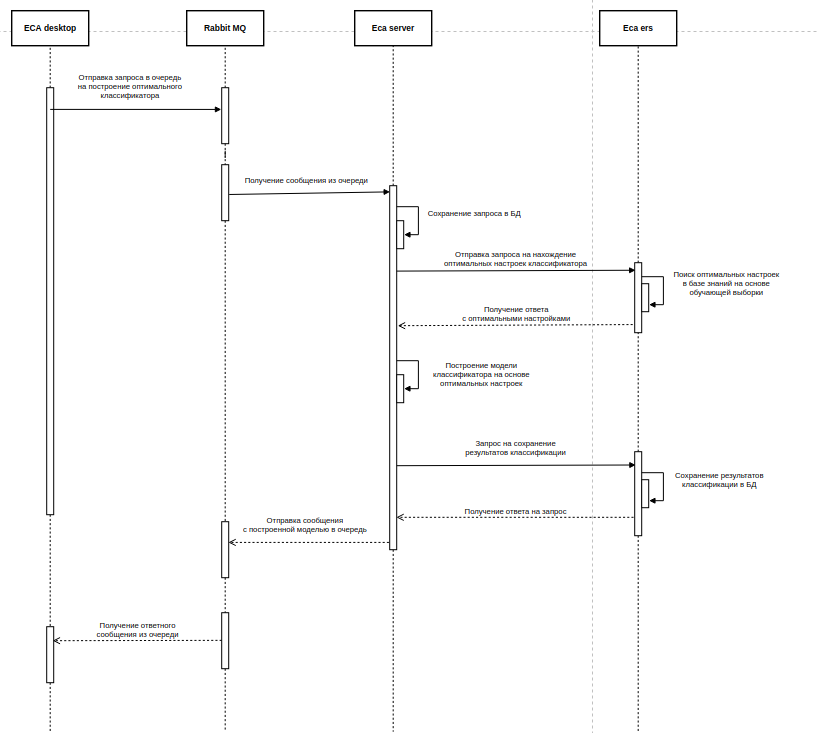 ECA desktop
Rabbit MQ
Eca server
Eca ers
Отправка запроса в очередь
на построение оптимального
классификатора
Получение сообщения из очереди
Сохранение запроса в БД
Отправка запроса на нахождение
оптимальных настроек классификатора
Поиск оптимальных настроек
в базе знаний на основе
обучающей выборки
Получение ответа
с оптимальными настройками
Построение модели
классификатора на основе
оптимальных настроек
Запрос на сохранение
результатов классификации
Сохранение результатов
классификации в БД
Получение ответа на запрос
Отправка сообщения
с построенной моделью в очередь
Получение ответного
сообщения из очереди